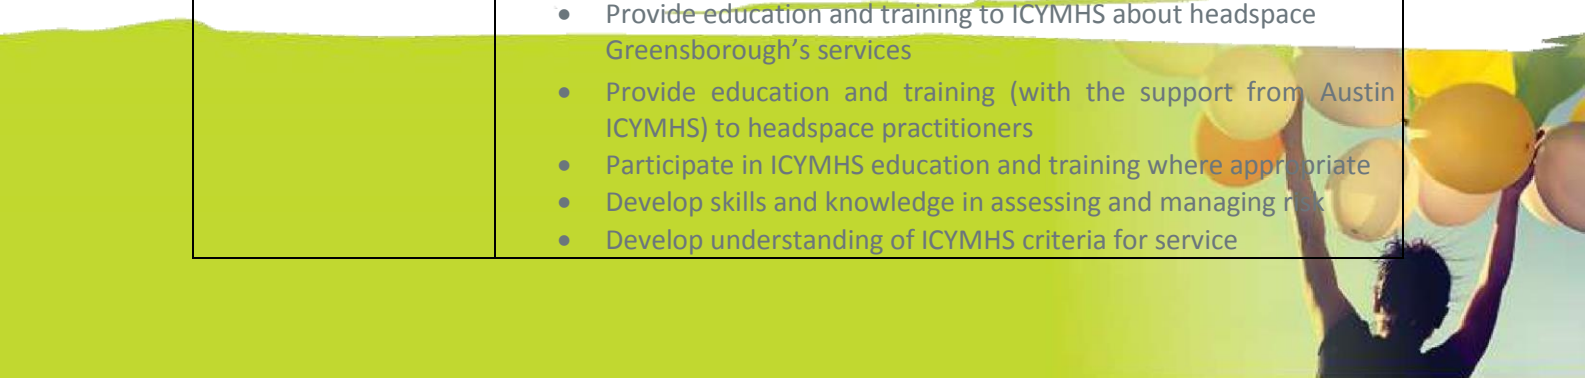 • Provide education and training to ICYMHS about headspace
Greensborough’s services
• Provide education and training (with the support from Austin
ICYMHS) to headspace practitioners
• Participate in ICYMHS education and training where appropriate
• Develop skills and knowledge in assessing and managing risk
• Develop understanding of ICYMHS criteria for service